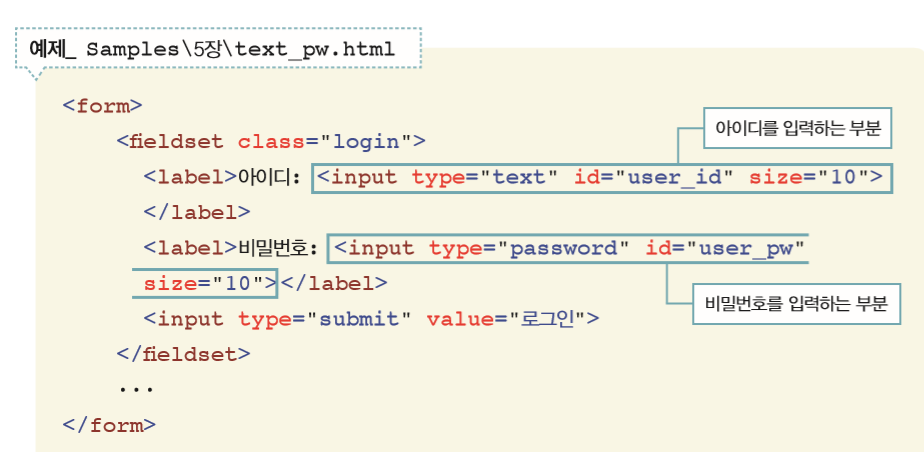 예제_ Samples\5장\text_pw.html
<form>
<fieldset class="login">
아이디를 입력하는 부분
<label>아이디: <input type="text" id="user_id" size="10">
</label>
<label>비밀번호: <input type="password" id="user_pw"
size="10"></label>
비밀번호를 입력하는 부분
<input type="submit" value="로그인">
</fieldset>
...
</form>